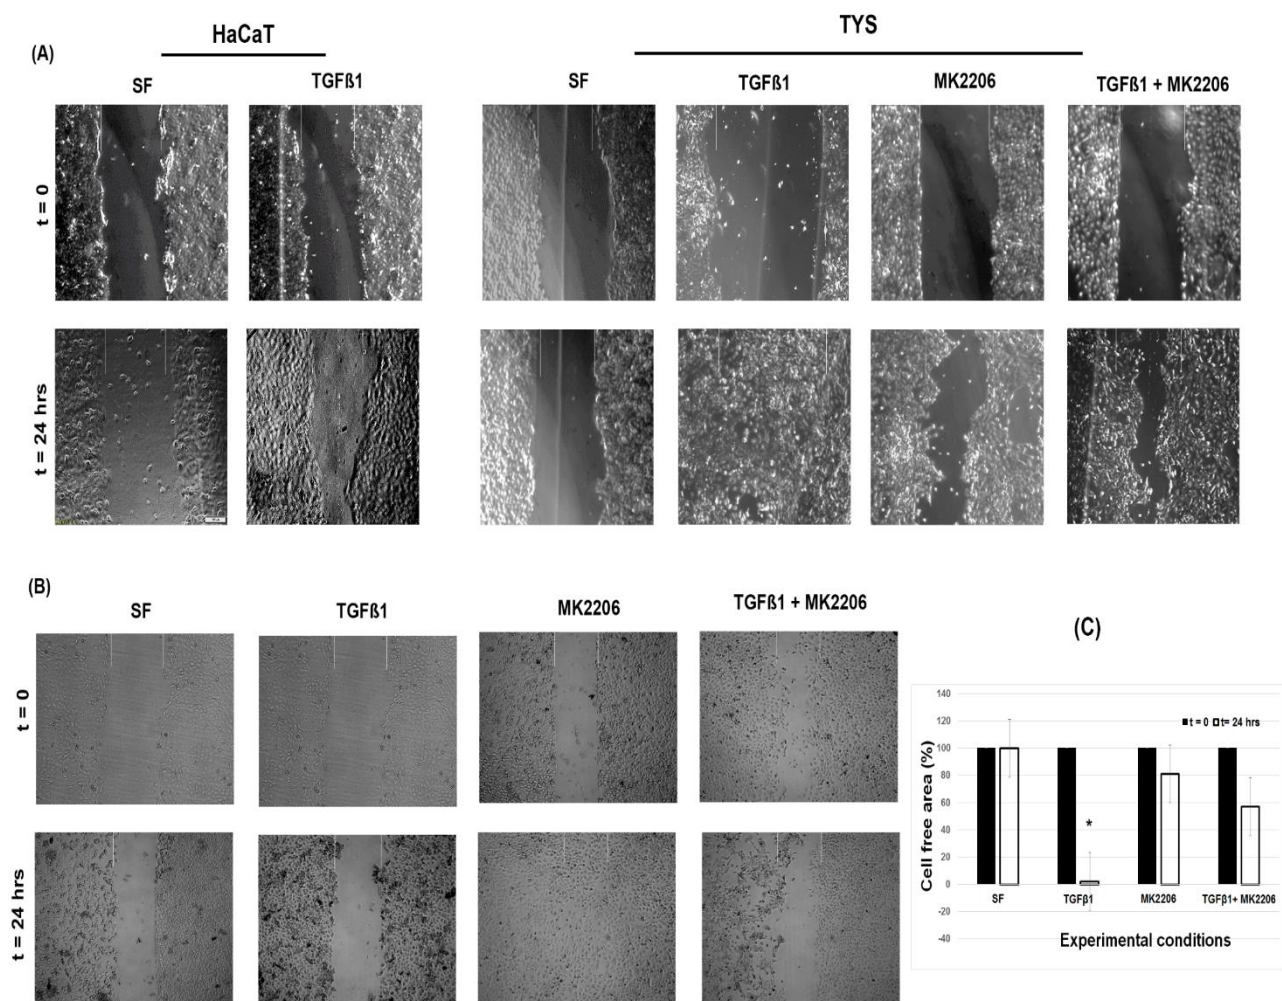 (A)
HaCaT
TYS
SF
TGFß1
SF
TGFß1
MK2206
TGFß1 + MK2206
t = 0
t = 24 hrs
(B)
SF
TGFß1
MK2206
TGFß1 + MK2206
t = 0
t = 24 hrs
(C)
140
120
100
80
60
40
20
0
-20
-40
t = 0 t= 24 hrs
*
Cell free area (%)
SF TGFß1 MK2206 TGFß1+ MK2206
Experimental conditions